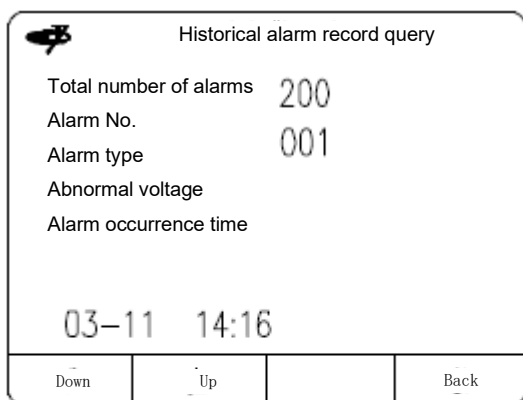 Historical alarm record query
Total number of alarms 200
Alarm No. 001
Alarm type
Abnormal voltage
Alarm occurrence time
03-11 14:16
Down Up Back